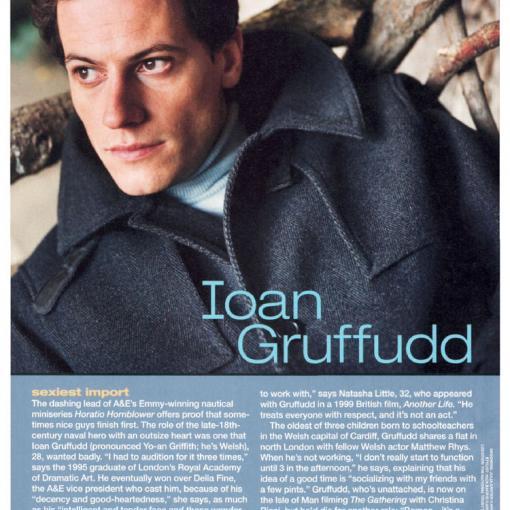 Ioan
Gruffudd
sexiest import
The dashing lead of A&E's Emmy-winning nautical
miniseries Horatio Hornblower offers proof that some-
times nice guys finish first. The role of the late-18th-
century naval hero with an outsize heart was one that
Ioan Gruffudd (pronounced Yo-an Griffith; he's Welsh),
28, wanted badly. "I had to audition for it three times,"
says the 1995 graduate of London's Royal Academy
of Dramatic Art. He eventually won over Delia Fine,
the A&E vice president who cast him, because of his
"decency and good-heartedness," she says, as much
as his "intelligent and tender and those
to work with," says Natasha Little, 32, who appeared
with Gruffudd in a 1999 British film, Another Life. "He
treats everyone with respect, and it's not an act."
The oldest of three children born to schoolteachers
in the Welsh capital of Cardiff, Gruffudd shares a flat in
north London with fellow Welsh actor Matthew Rhys.
When he's not working, "I don't really start to function
until 3 in the afternoon," he says, explaining that his
idea of a good time is "socializing with my friends with
a few pints." Gruffudd, who's unattached, is now on
the Isle of Man filming The Gathering with Christina